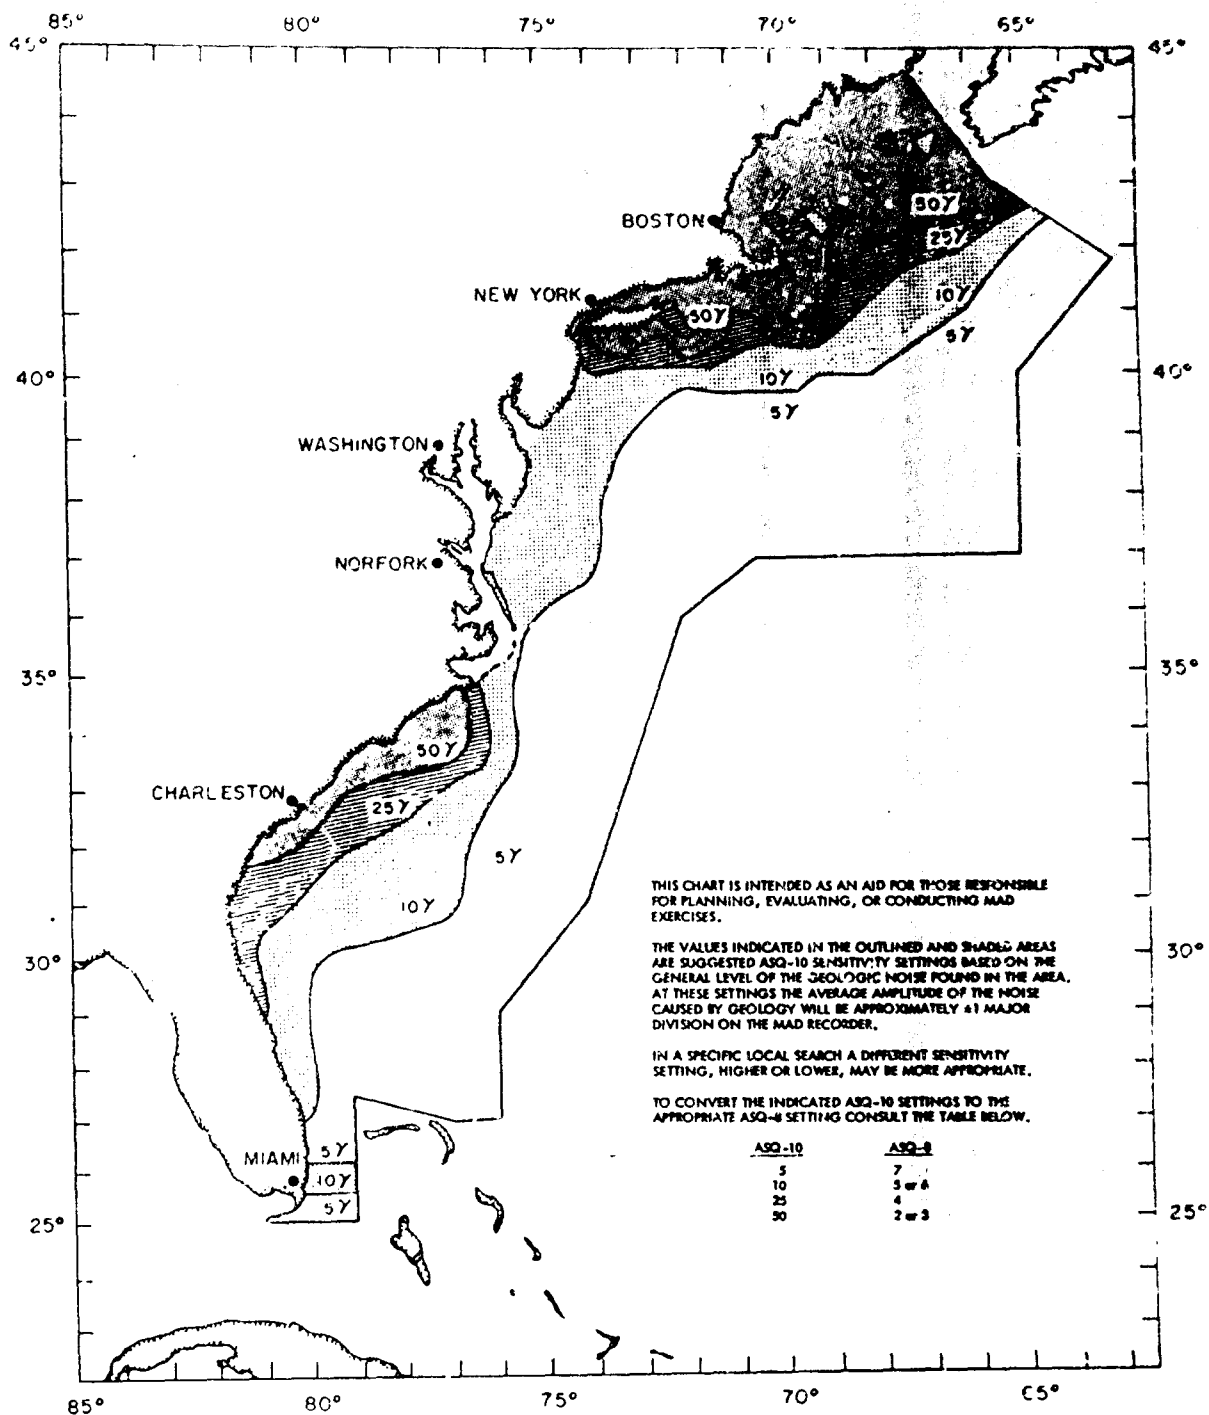 85° 80° 75° 70° 65°
45° 45°
BOSTON
50γ
25γ
NEW YORK
50γ
10γ
5γ
40° 10γ 40°
5γ
WASHINGTON
NORFORK
35° 35°
50γ
CHARLESTON
25γ
5γ
10γ
THIS CHART IS INTENDED AS AN AID FOR THOSE RESPONSIBLE
FOR PLANNING, EVALUATING, OR CONDUCTING MAD
EXERCISES.
THE VALUES INDICATED IN THE OUTLINED AND SHADED AREAS
ARE SUGGESTED ASQ-10 SENSITIVITY SETTINGS BASED ON THE
GENERAL LEVEL OF THE GEOLOGIC NOISE FOUND IN THE AREA.
AT THESE SETTINGS THE AVERAGE AMPLITUDE OF THE NOISE
CAUSED BY GEOLOGY WILL BE APPROXIMATELY ±1 MAJOR
DIVISION ON THE MAD RECORDER.
30° 30°
IN A SPECIFIC LOCAL SEARCH A DIFFERENT SENSITIVITY
SETTING, HIGHER OR LOWER, MAY BE MORE APPROPRIATE.
TO CONVERT THE INDICATED ASQ-10 SETTINGS TO THE
APPROPRIATE ASQ-8 SETTING CONSULT THE TABLE BELOW.
ASQ-10 ASQ-8
5 7
10 5 or 6
25 4
50 2 or 3
MIAMI
5γ
10γ
5γ
25° 25°
85° 80° 75° 70° 65°